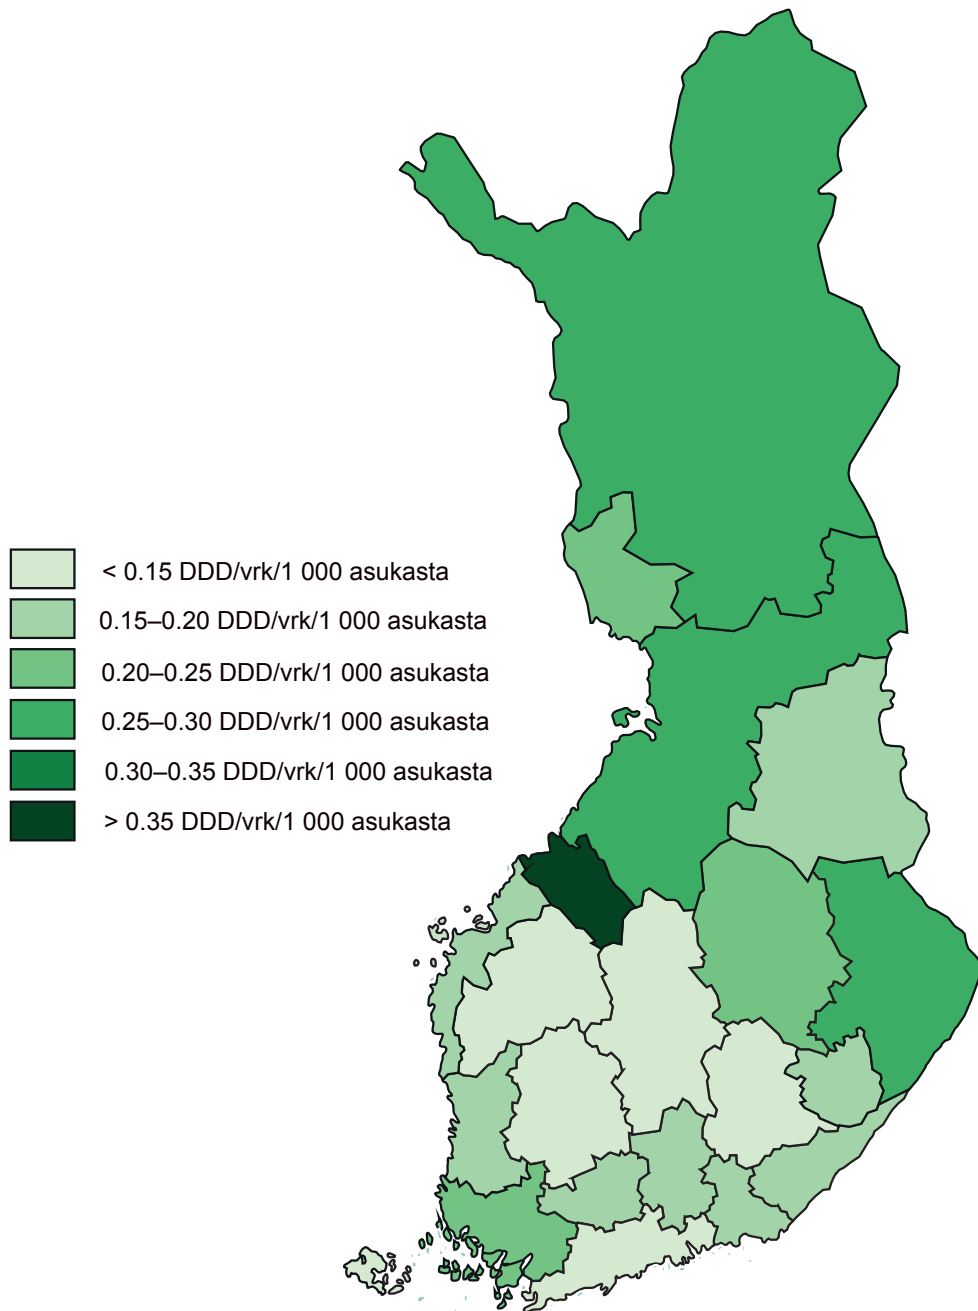 < 0.15 DDD/vrk/1 000 asukasta
0.15–0.20 DDD/vrk/1 000 asukasta
0.20–0.25 DDD/vrk/1 000 asukasta
0.25–0.30 DDD/vrk/1 000 asukasta
0.30–0.35 DDD/vrk/1 000 asukasta
> 0.35 DDD/vrk/1 000 asukasta